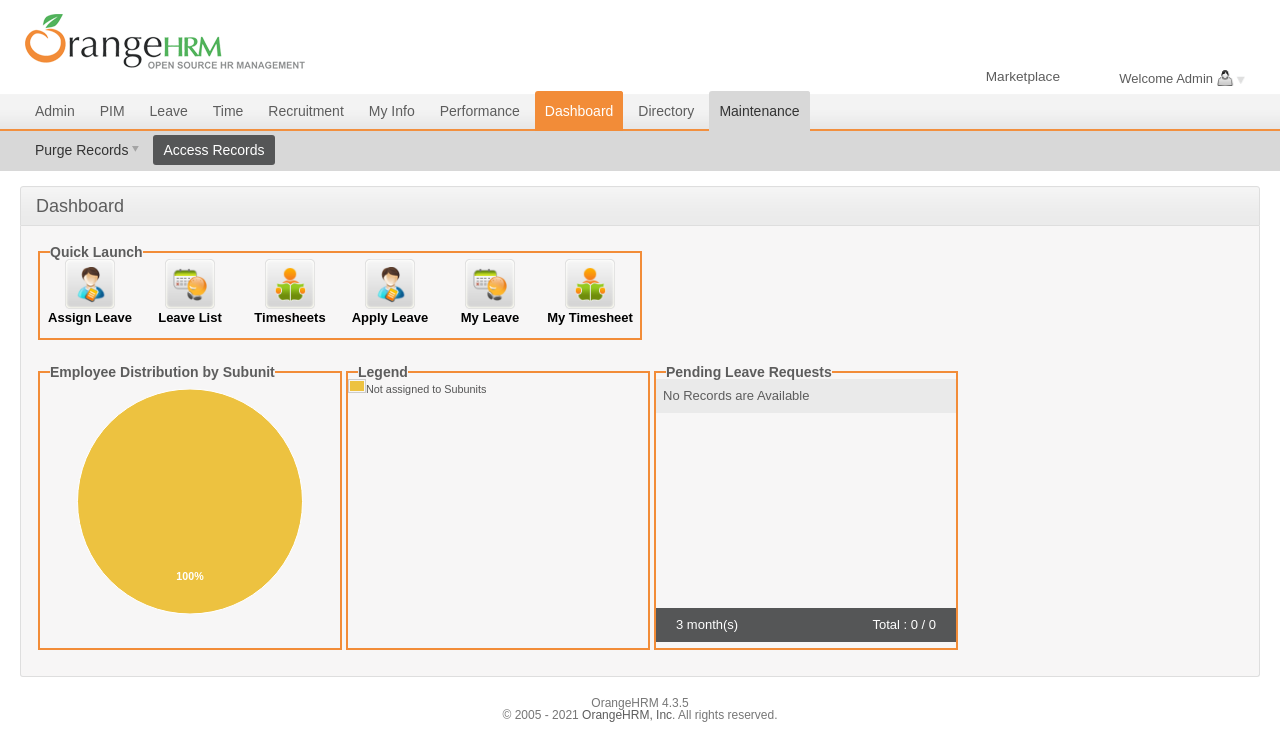 OrangeHRM
OPEN SOURCE HR MANAGEMENT
Marketplace
Welcome Admin
Admin PIM Leave Time Recruitment My Info Performance Dashboard Directory Maintenance
Purge Records Access Records
Dashboard
Quick Launch
Assign Leave Leave List Timesheets Apply Leave My Leave My Timesheet
Employee Distribution by Subunit
100%
Legend
Not assigned to Subunits
Pending Leave Requests
No Records are Available
3 month(s) Total : 0 / 0
OrangeHRM 4.3.5
© 2005 - 2021 OrangeHRM, Inc. All rights reserved.